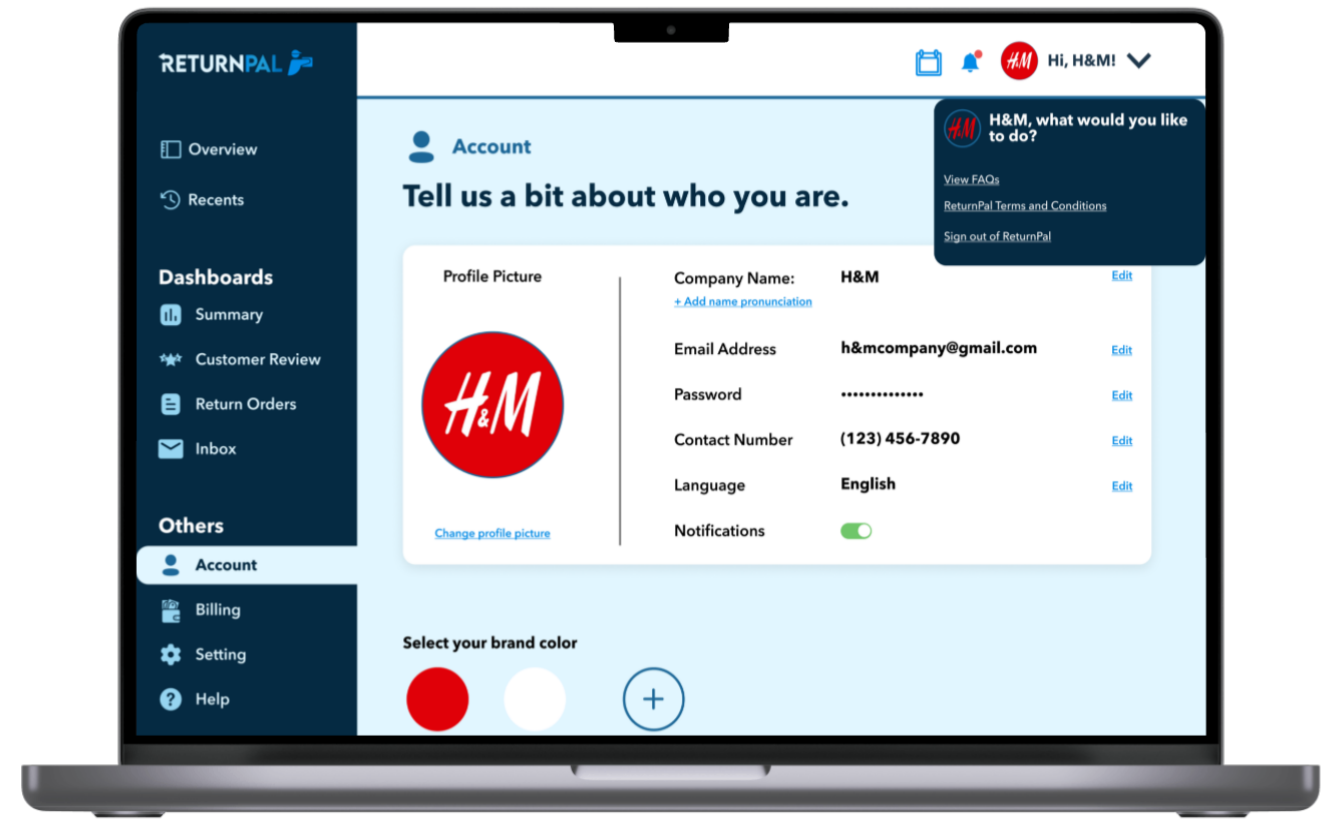 RETURNPAL
Hi, H&M!
H&M
H&M, what would you like
to do?
View FAQs
ReturnPal Terms and Conditions
Sign out of ReturnPal
Overview
Recents
Dashboards
Summary
Customer Review
Return Orders
Inbox
Others
Account
Billing
Setting
Help
Account
Tell us a bit about who you are.
Profile Picture
H&M
Change profile picture
Company Name: H&M Edit
+ Add name pronunciation
Email Address h&mcompany@gmail.com Edit
Password •••••••••••••• Edit
Contact Number (123) 456-7890 Edit
Language English Edit
Notifications
Select your brand color